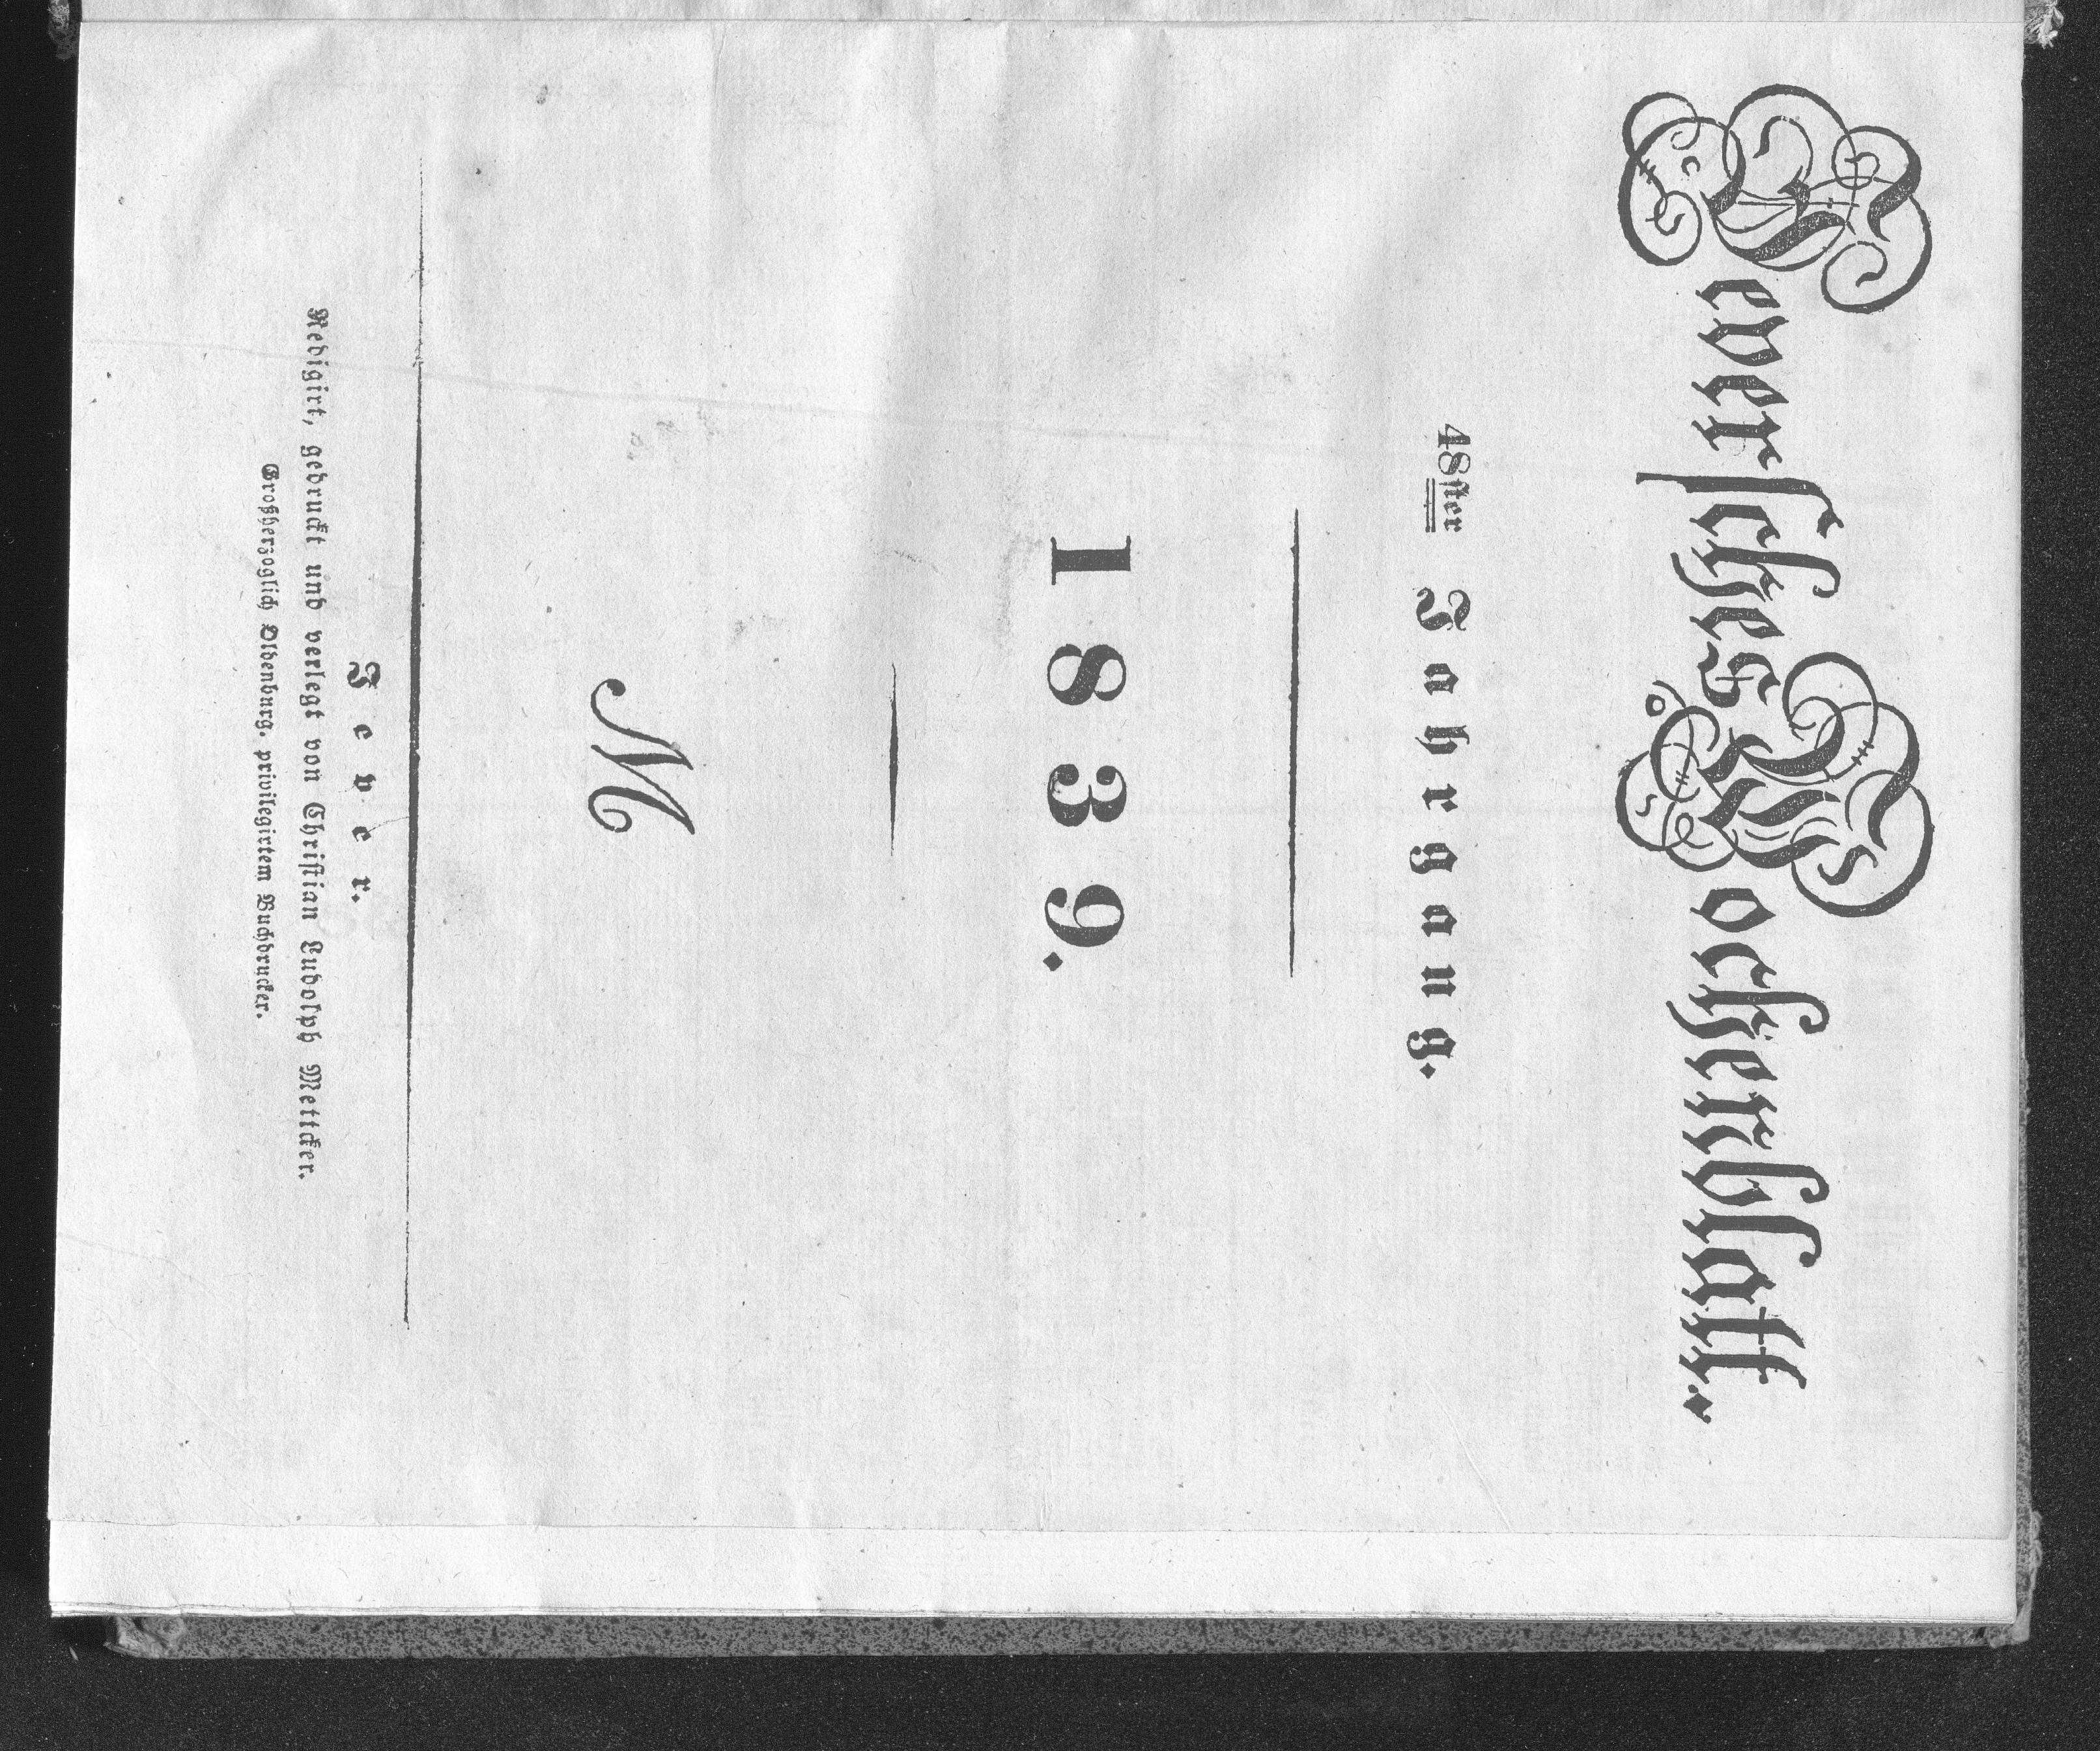 Jeversches Wochenblatt.
48ster Jahrgang.
1839.
M
Jever.
Redigirt, gedruckt und verlegt von Christian Ludolph Mettcker.
Großherzoglich Oldenburg. privilegirtem Buchdrucker.